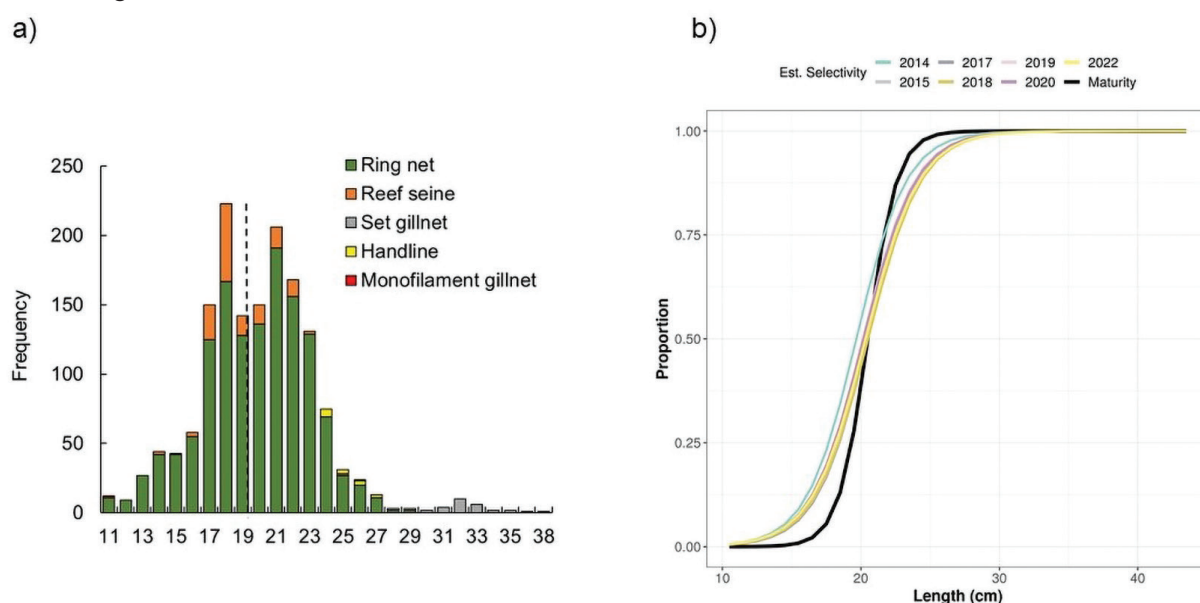 a)
250
200
150
100
50
0
Frequency
Ring net
Reef seine
Set gillnet
Handline
Monofilament gillnet
11 13 15 17 19 21 23 25 27 29 31 33 35 38
b)
Est. Selectivity
2014 2017 2019 2022
2015 2018 2020 Maturity
1.00
0.75
0.50
0.25
0.00
Proportion
10 20 30 40
Length (cm)